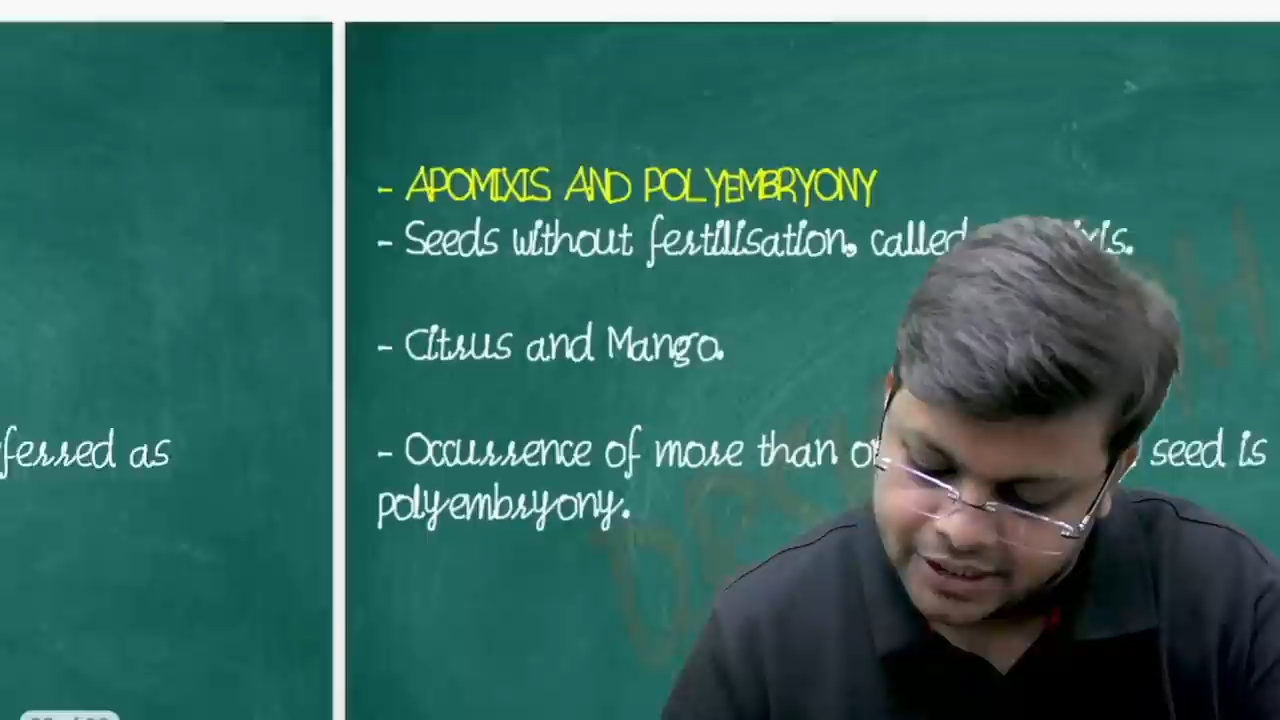 ferred as
- APOMIXIS AND POLYEMBRYONY
- Seeds without fertilisation, called
- Citrus and Mango.
- Occurrence of more than seed is
polyembryony.